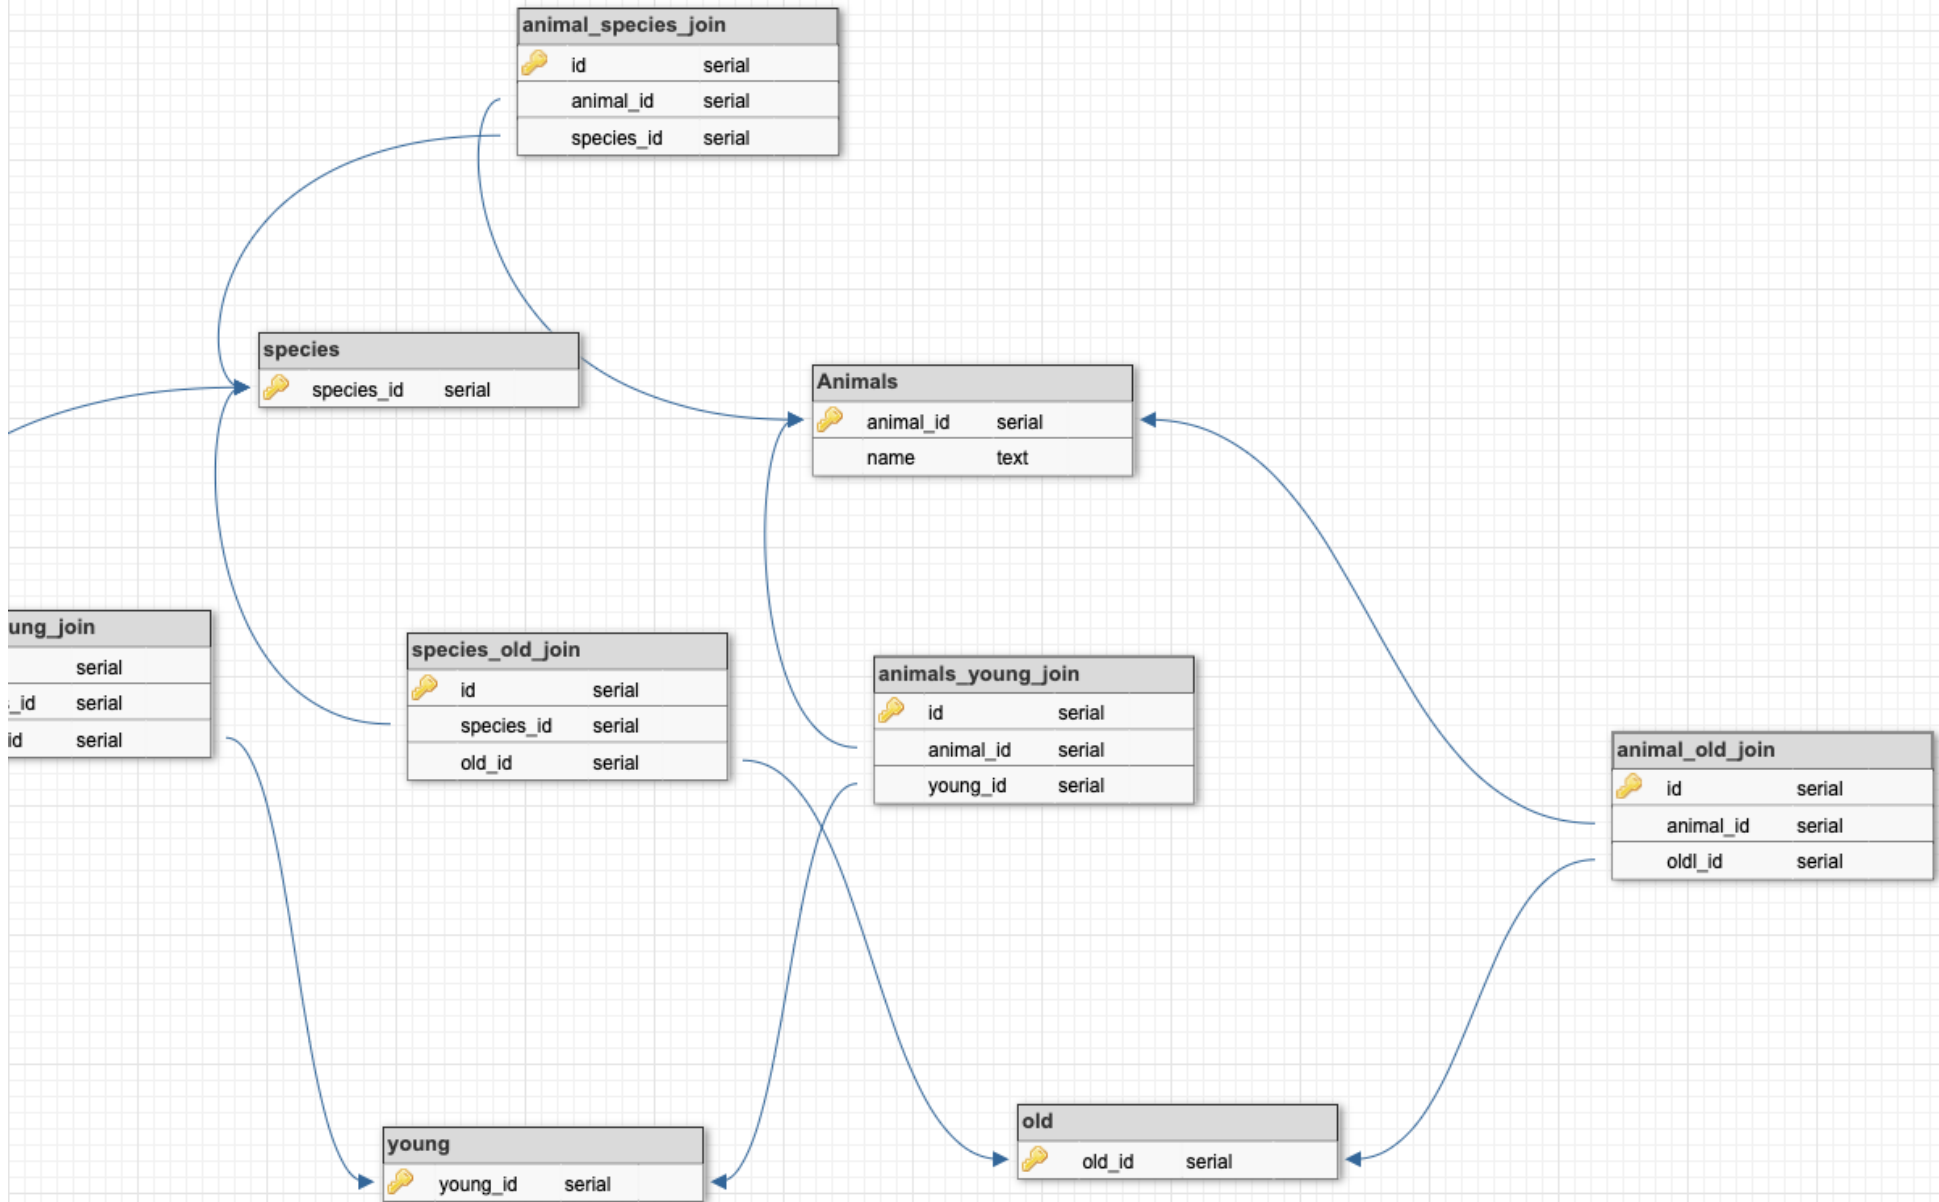 animal_species_join
id serial
animal_id serial
species_id serial
species
species_id serial
Animals
animal_id serial
name text
ung_join
serial
_id serial
id serial
species_old_join
id serial
species_id serial
old_id serial
animals_young_join
id serial
animal_id serial
young_id serial
animal_old_join
id serial
animal_id serial
oldl_id serial
young
young_id serial
old
old_id serial